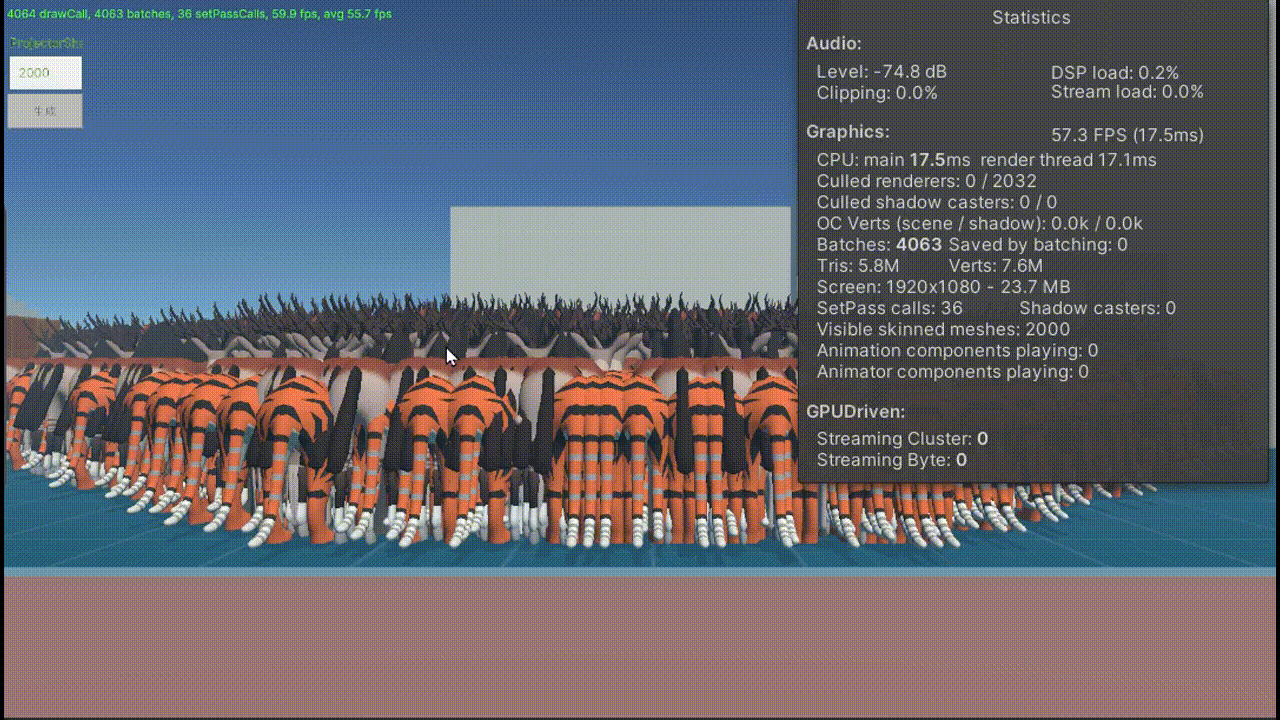 4064 drawCall, 4063 batches, 36 setPassCalls, 59.9 fps, avg 55.7 fps
ProjectorSha
2000
生成
Statistics
Audio:
Level: -74.8 dB DSP load: 0.2%
Clipping: 0.0% Stream load: 0.0%
Graphics: 57.3 FPS (17.5ms)
CPU: main 17.5ms render thread 17.1ms
Culled renderers: 0 / 2032
Culled shadow casters: 0 / 0
OC Verts (scene / shadow): 0.0k / 0.0k
Batches: 4063 Saved by batching: 0
Tris: 5.8M Verts: 7.6M
Screen: 1920x1080 - 23.7 MB
SetPass calls: 36 Shadow casters: 0
Visible skinned meshes: 2000
Animation components playing: 0
Animator components playing: 0
GPUDriven:
Streaming Cluster: 0
Streaming Byte: 0